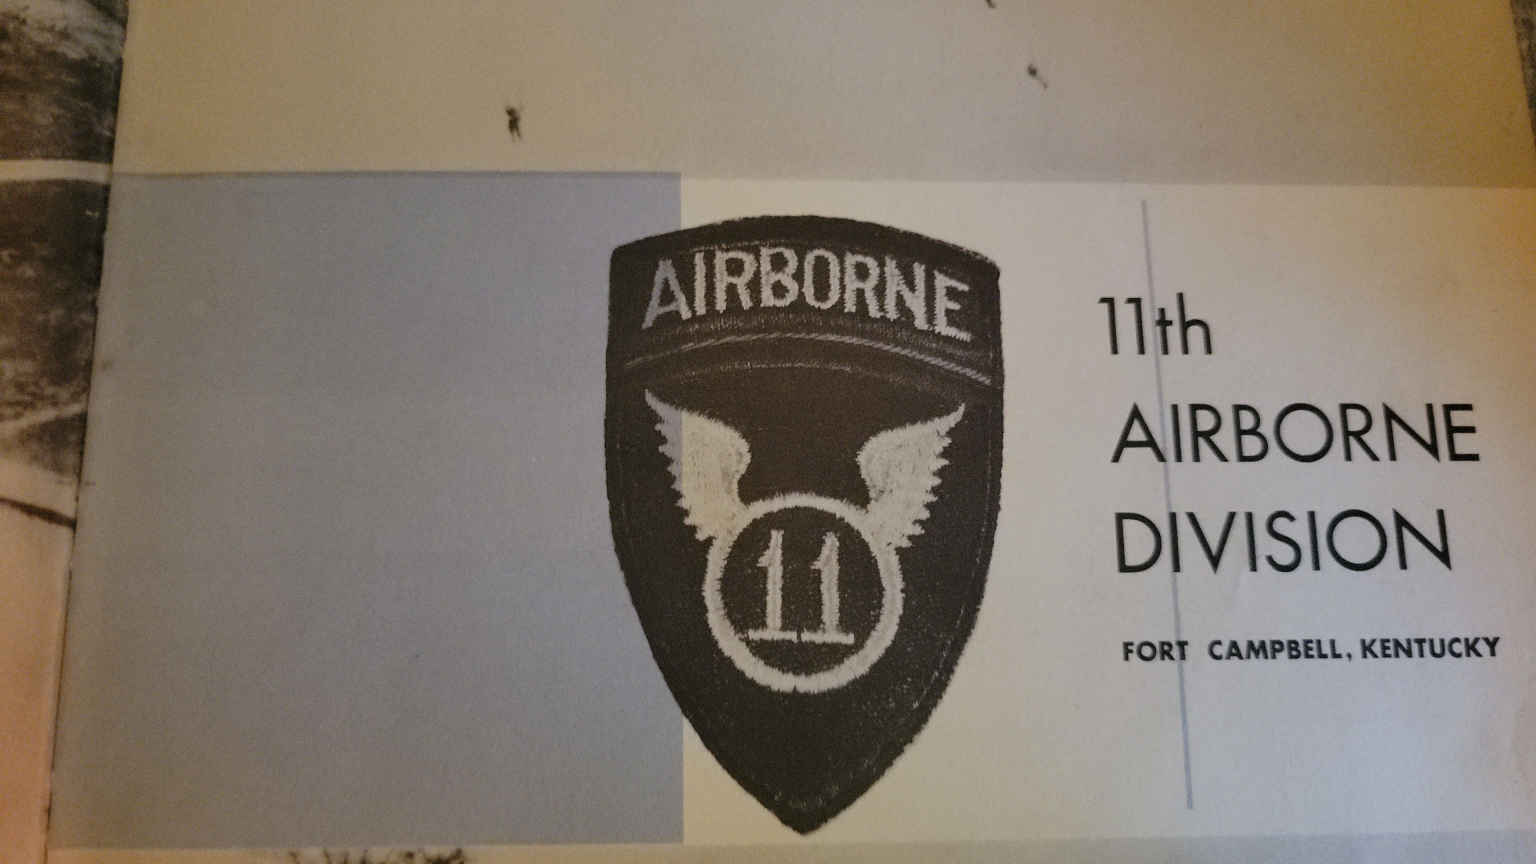 AIRBORNE
11
11th
AIRBORNE
DIVISION
FORT CAMPBELL, KENTUCKY